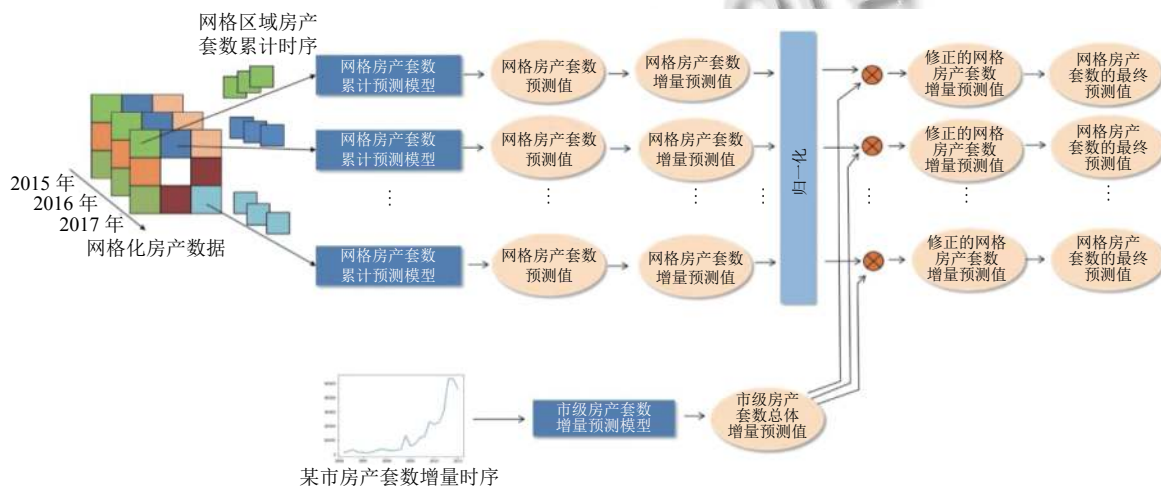 网格区域房产
套数累计时序
2015 年
2016 年
2017 年
网格化房产数据
网格房产套数
累计预测模型
网格房产套数
预测值
网格房产套数
增量预测值
修正的网格
房产套数
增量预测值
网格房产
套数的最终
预测值
网格房产套数
累计预测模型
网格房产套数
预测值
网格房产套数
增量预测值
修正的网格
房产套数
增量预测值
网格房产
套数的最终
预测值
⋮
⋮
⋮
⋮
⋮
⋮
⋮
网格房产套数
累计预测模型
网格房产套数
预测值
网格房产套数
增量预测值
修正的网格
房产套数
增量预测值
网格房产
套数的最终
预测值
归一化
市级房产套数
增量预测模型
市级房产
套数总体
增量预测值
某市房产套数增量时序